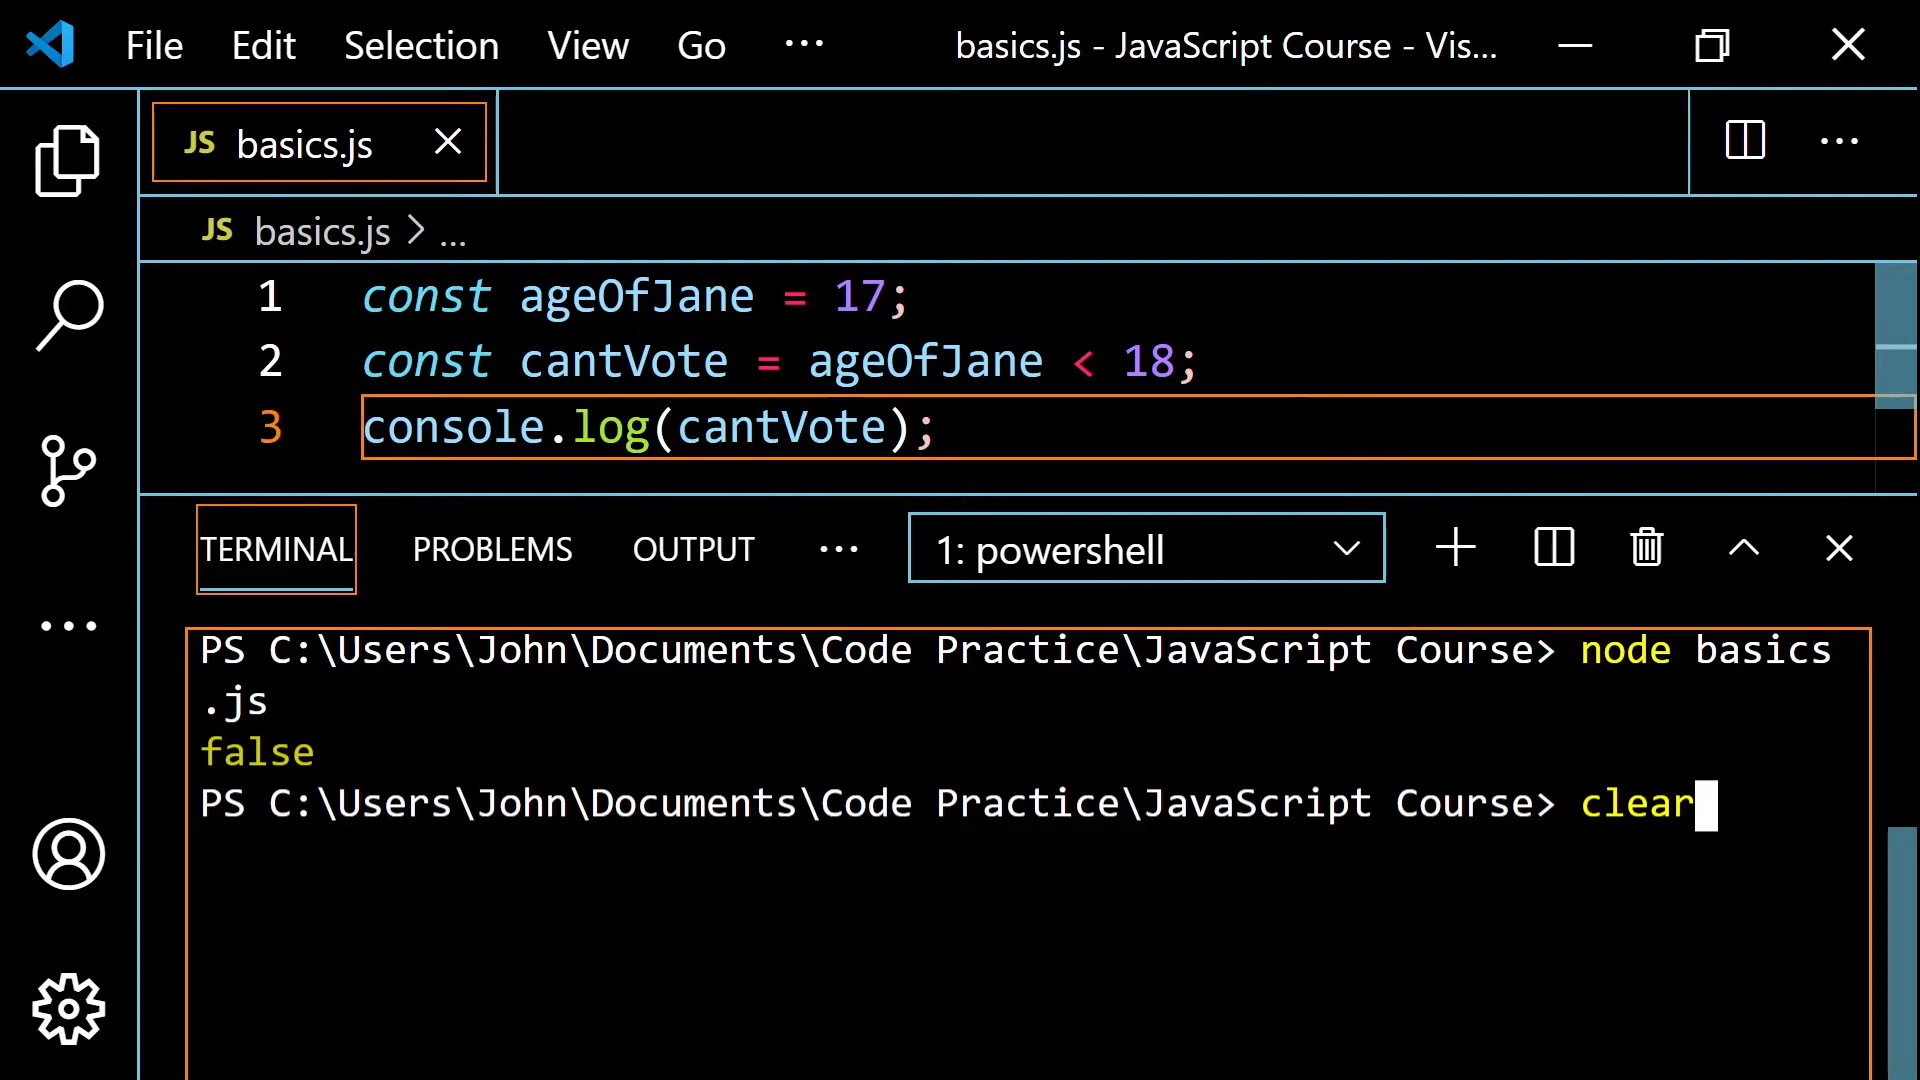 File Edit Selection View Go ... basics.js - JavaScript Course - Vis...
JS basics.js
JS basics.js > ...
1 const ageOfJane = 17;
2 const cantVote = ageOfJane < 18;
3 console.log(cantVote);
TERMINAL PROBLEMS OUTPUT ... 1: powershell
PS C:\Users\John\Documents\Code Practice\JavaScript Course> node basics
.js
false
PS C:\Users\John\Documents\Code Practice\JavaScript Course> clear